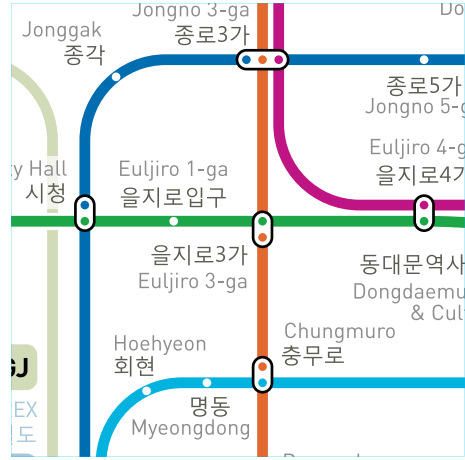 Jongno 3-ga
종로3가
Jonggak
종각
종로5가
Jongno 5-g
Euljiro 4-g
을지로4가
ty Hall
시청
Euljiro 1-ga
을지로입구
을지로3가
Euljiro 3-ga
동대문역사
Dongdaemu
& Cul
Chungmuro
충무로
Hoehyeon
회현
명동
Myeongdong
GJ
EX